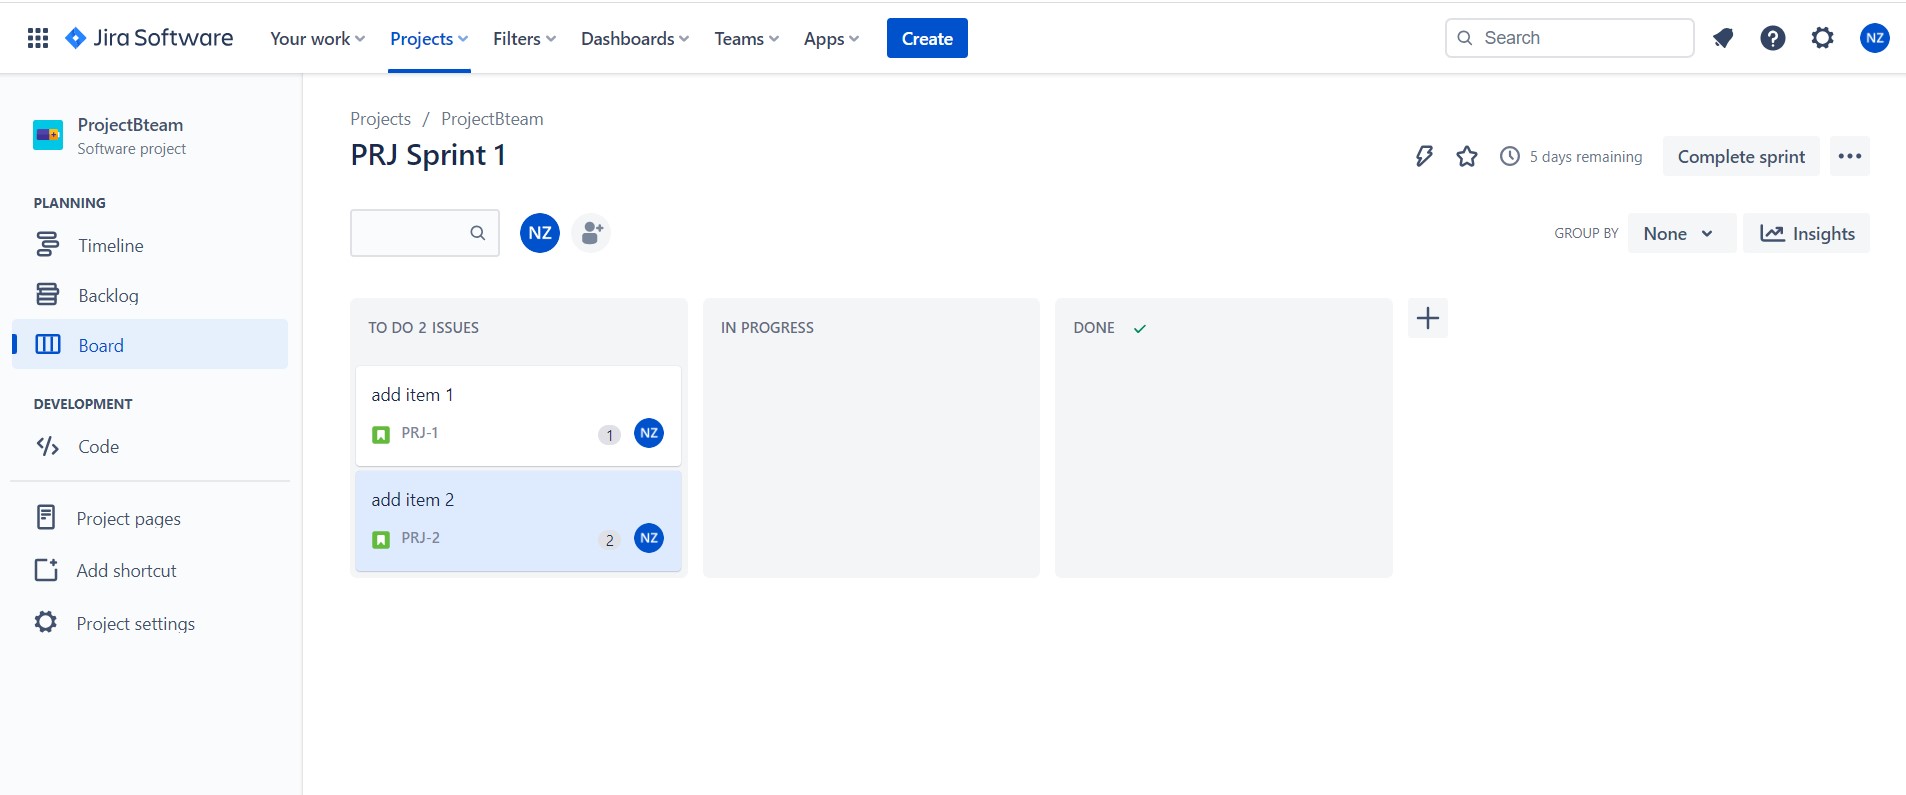 Jira Software Your work Projects Filters Dashboards Teams Apps Create Search NZ
ProjectBteam
Software project
PLANNING
Timeline
Backlog
Board
DEVELOPMENT
Code
Project pages
Add shortcut
Project settings
Projects / ProjectBteam
PRJ Sprint 1
5 days remaining Complete sprint
NZ
GROUP BY None Insights
TO DO 2 ISSUES
add item 1
PRJ-1 1 NZ
add item 2
PRJ-2 2 NZ
IN PROGRESS
DONE